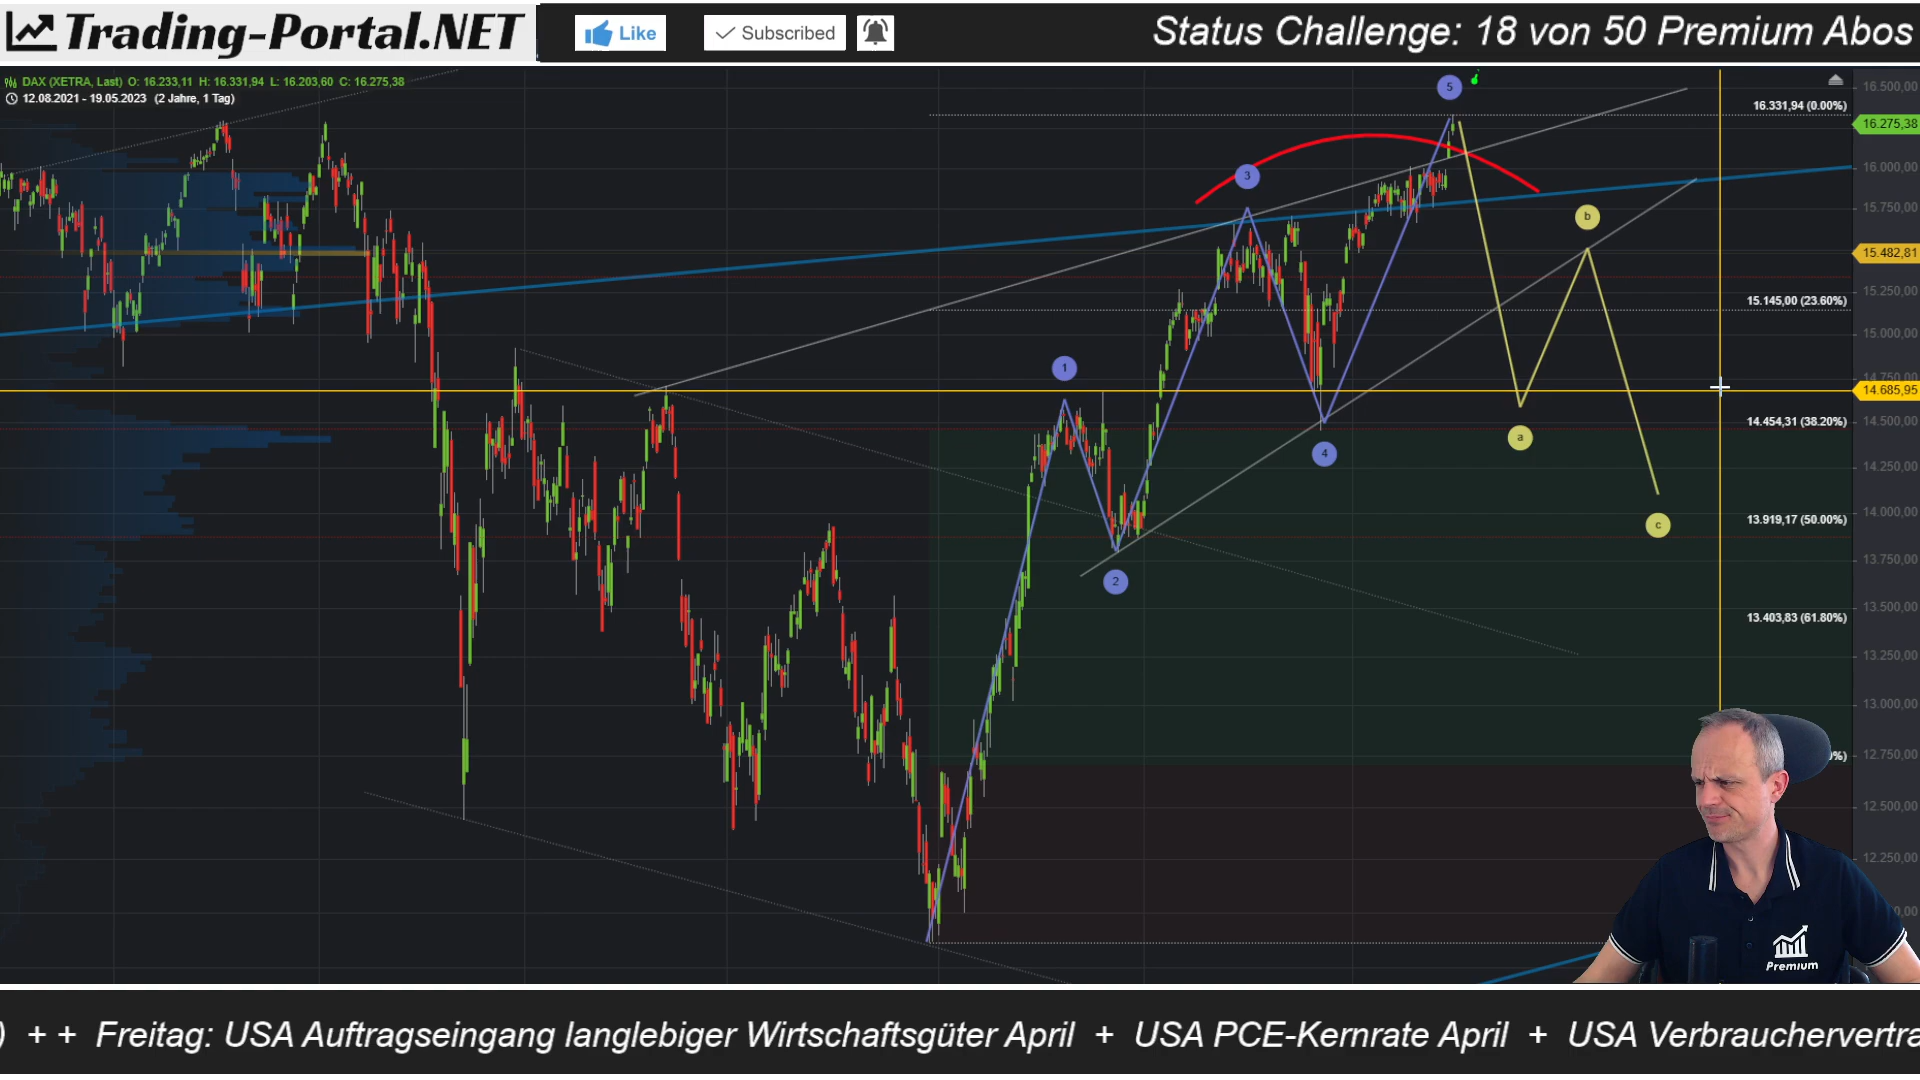 Trading-Portal.NET
Like
Subscribed
Status Challenge: 18 von 50 Premium Abos
DAX (XETRA, Last) O: 16.233,11 H: 16.331,94 L: 16.203,60 C: 16.275,38
12.08.2021 - 19.05.2023 (2 Jahre, 1 Tag)
5
16.500,00
16.331,94 (0.00%)
16.275,38
16.000,00
3
15.750,00
b
15.482,81
15.250,00
15.145,00 (23.60%)
15.000,00
1
14.750,00
14.685,95
14.454,31 (38.20%)
14.500,00
a
4
14.250,00
14.000,00
13.919,17 (50.00%)
c
13.750,00
2
13.500,00
13.403,83 (61.80%)
13.250,00
13.000,00
12.750,00
%)
12.500,00
12.250,00
0,00
Premium
) + + Freitag: USA Auftragseingang langlebiger Wirtschaftsgüter April + USA PCE-Kernrate April + USA Verbrauchervertra